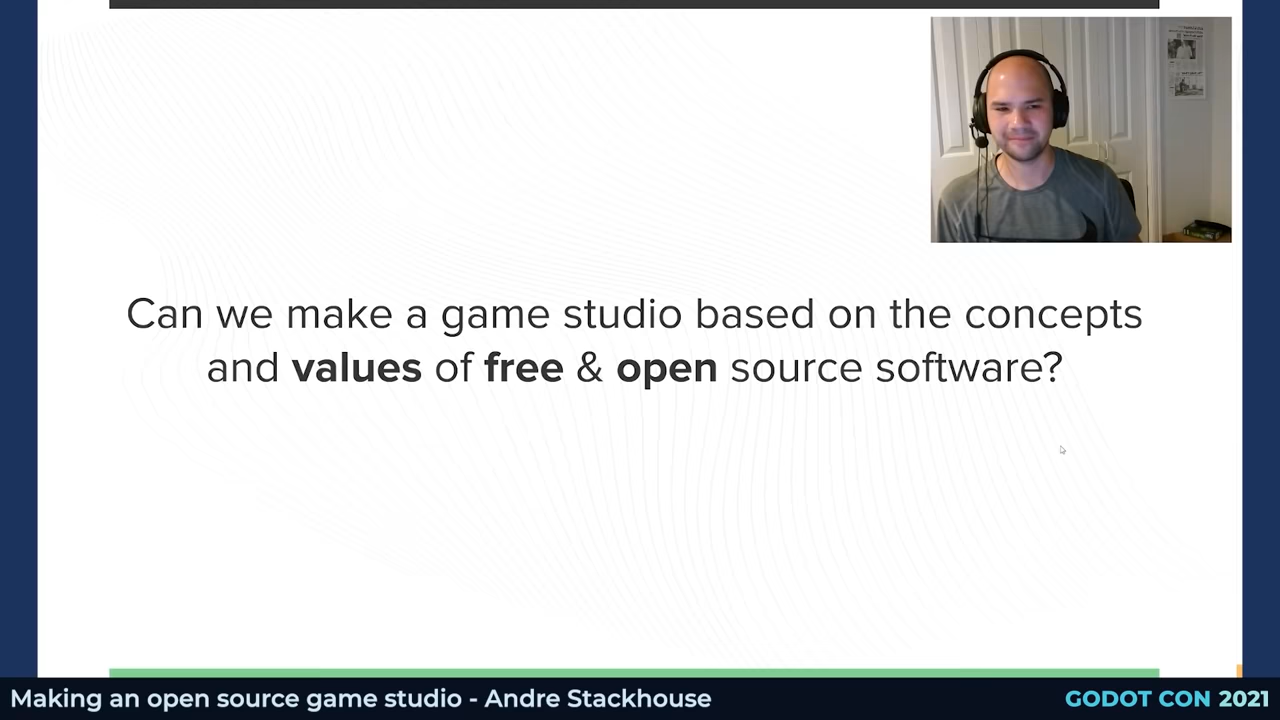 Can we make a game studio based on the concepts
and values of free & open source software?
Making an open source game studio - Andre Stackhouse
GODOT CON 2021